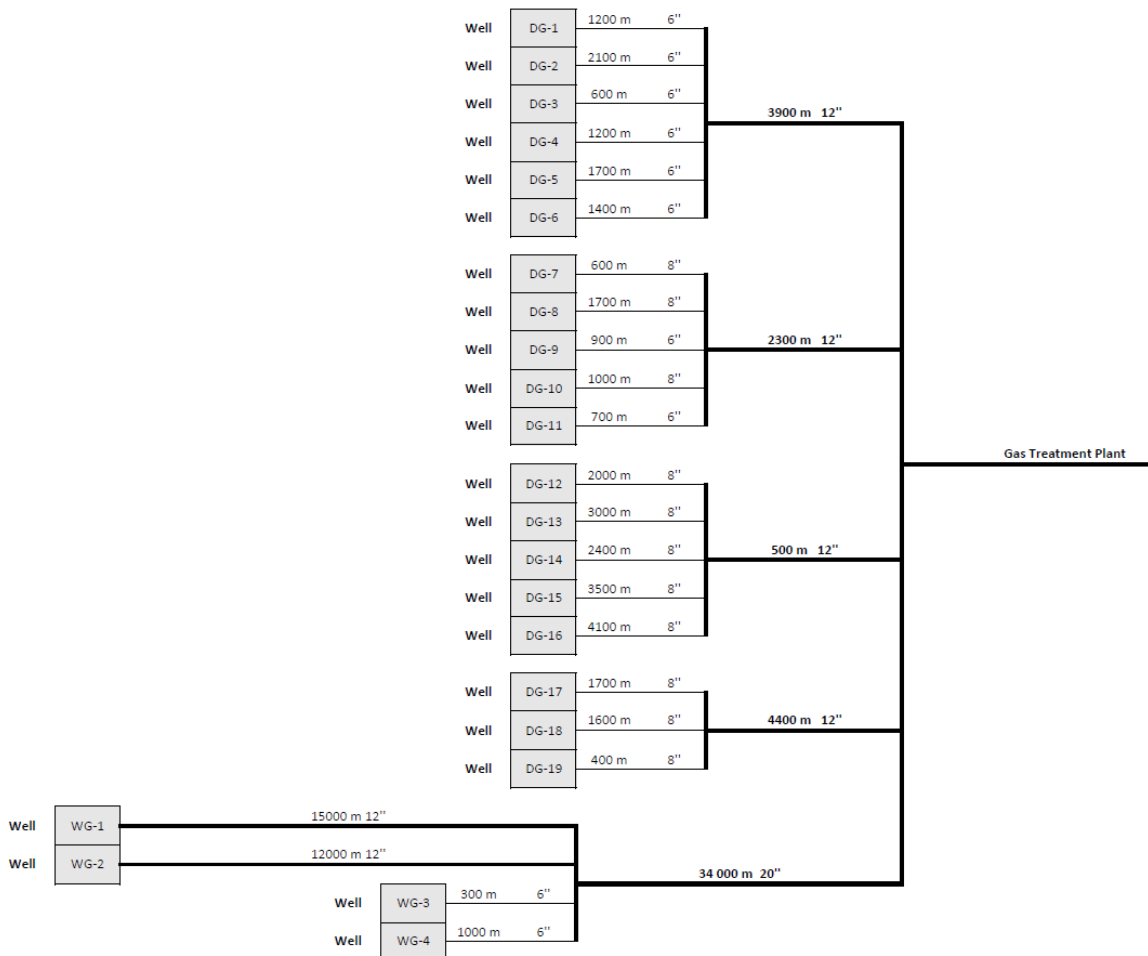 Well DG-1 1200 m 6''
Well DG-2 2100 m 6''
Well DG-3 600 m 6''
3900 m 12''
Well DG-4 1200 m 6''
Well DG-5 1700 m 6''
Well DG-6 1400 m 6''
Well DG-7 600 m 8''
Well DG-8 1700 m 8''
Well DG-9 900 m 6''
2300 m 12''
Well DG-10 1000 m 8''
Well DG-11 700 m 6''
Gas Treatment Plant
Well DG-12 2000 m 8''
Well DG-13 3000 m 8''
Well DG-14 2400 m 8''
500 m 12''
Well DG-15 3500 m 8''
Well DG-16 4100 m 8''
Well DG-17 1700 m 8''
Well DG-18 1600 m 8''
4400 m 12''
Well DG-19 400 m 8''
Well WG-1 15000 m 12''
Well WG-2 12000 m 12''
34 000 m 20''
Well WG-3 300 m 6''
Well WG-4 1000 m 6''